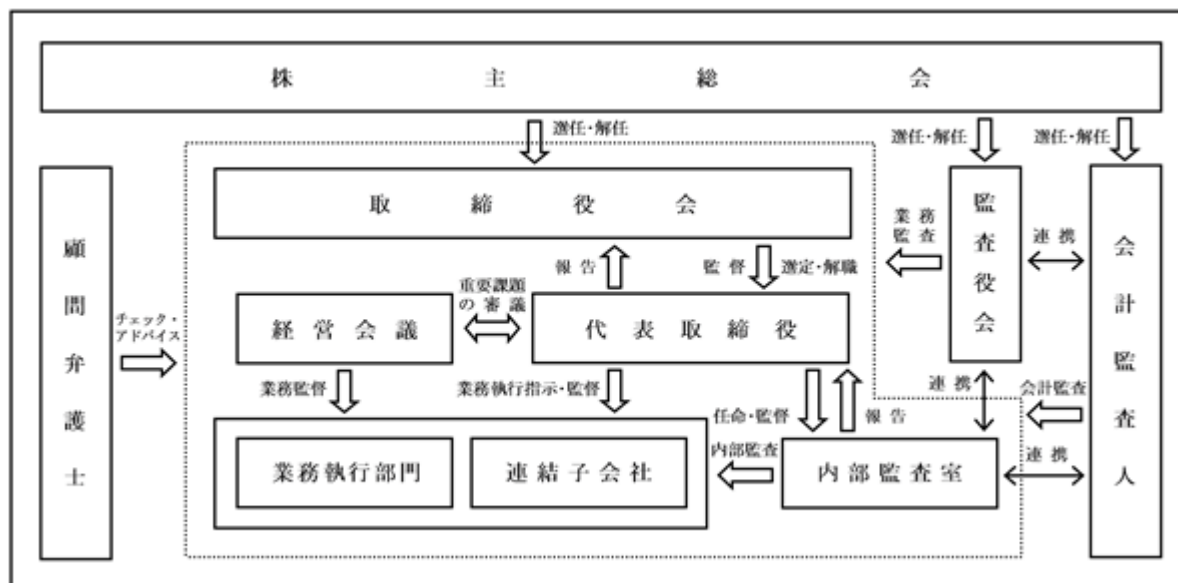 株主総会
選任・解任
選任・解任
選任・解任
取締役会
監査役会
会計監査人
顧問弁護士
業務
監査
連携
報告
監督
選定・解職
重要課題
の審議
経営会議
代表取締役
チェック・
アドバイス
業務監督
業務執行指示・監督
任命・監督
報告
連携
会計監査
内部監査
連携
業務執行部門
連結子会社
内部監査室